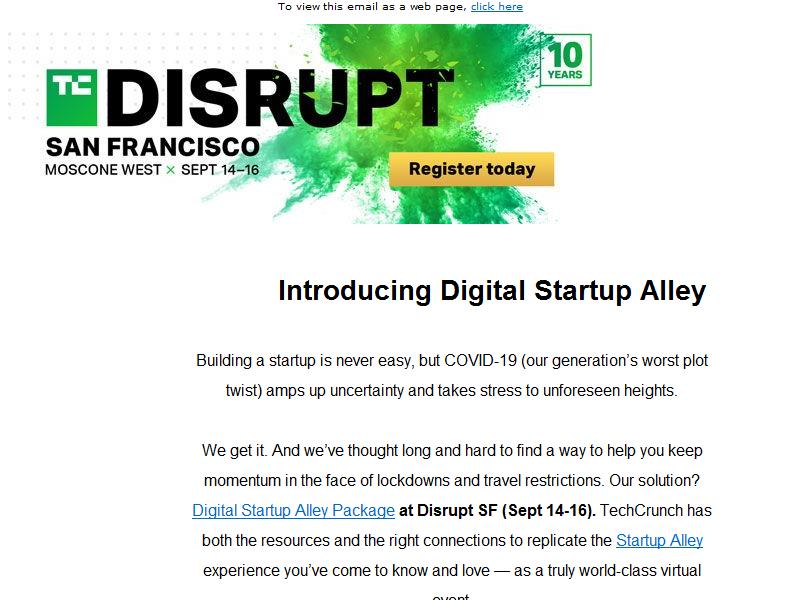 To view this email as a web page, click here
10
YEARS
TC DISRUPT
SAN FRANCISCO
MOSCONE WEST × SEPT 14–16
Register today
Introducing Digital Startup Alley
Building a startup is never easy, but COVID-19 (our generation’s worst plot
twist) amps up uncertainty and takes stress to unforeseen heights.
We get it. And we’ve thought long and hard to find a way to help you keep
momentum in the face of lockdowns and travel restrictions. Our solution?
Digital Startup Alley Package at Disrupt SF (Sept 14-16). TechCrunch has
both the resources and the right connections to replicate the Startup Alley
experience you’ve come to know and love — as a truly world-class virtual
event.